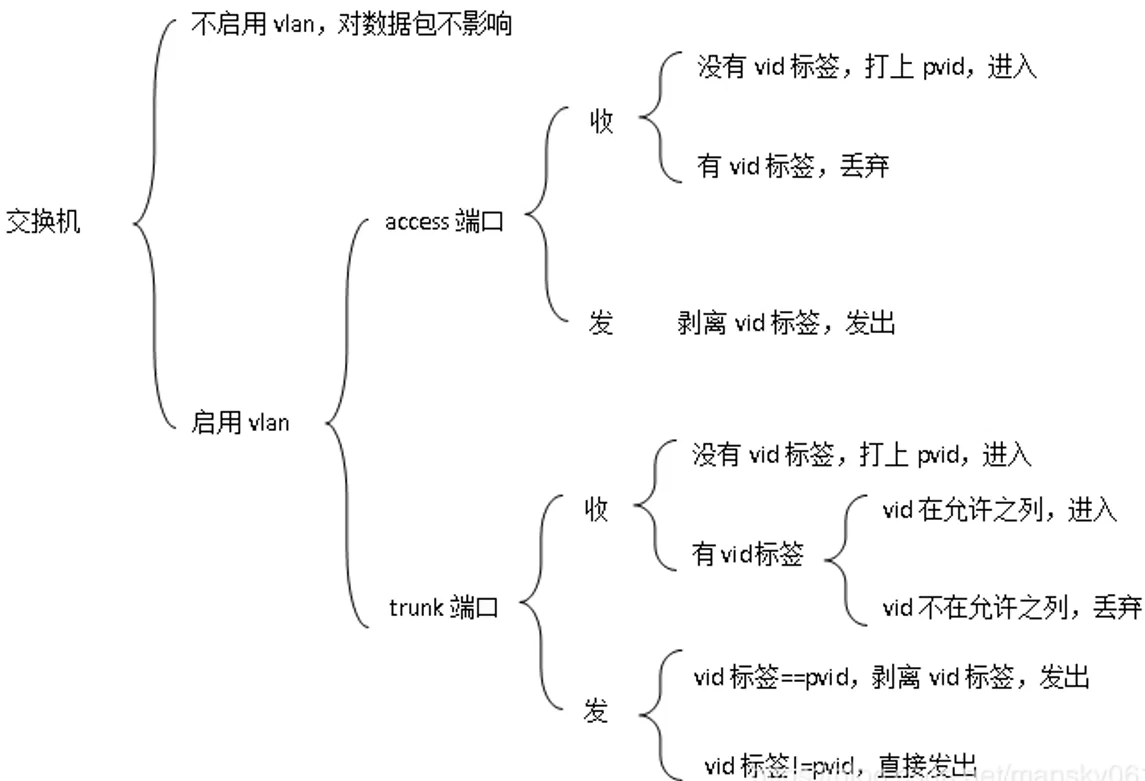 不启用 vlan，对数据包不影响
没有 vid 标签，打上 pvid，进入
收
有 vid 标签，丢弃
交换机
access 端口
发
剥离 vid 标签，发出
启用 vlan
没有 vid 标签，打上 pvid，进入
收
vid 在允许之列，进入
有vid标签
trunk 端口
vid 不在允许之列，丢弃
vid 标签==pvid，剥离 vid 标签，发出
发
vid 标签!=pvid，直接发出